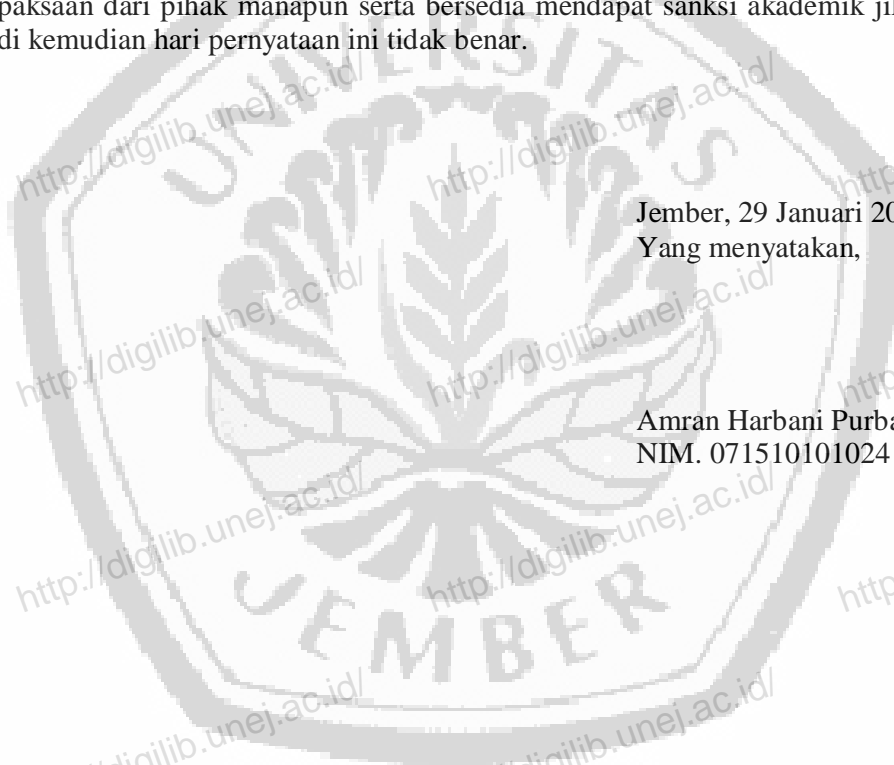 paksaan dari pihak manapun serta bersedia mendapat sanksi akademik
di kemudian hari pernyataan ini tidak benar.
UNIVERSITAS
http://digilib.unej.ac.id/
http://digilib.unej.ac.id/
http
Jember, 29 Januari 20
Yang menyatakan,
http://digilib.unej.ac.id/
http://digilib.unej.ac.id/
http
Amran Harbani Purba
NIM. 071510101024
http://digilib.unej.ac.id/
http://digilib.unej.ac.id/
http
JEMBER
digilib.unej.ac.id/
digilib.unej.ac.id/